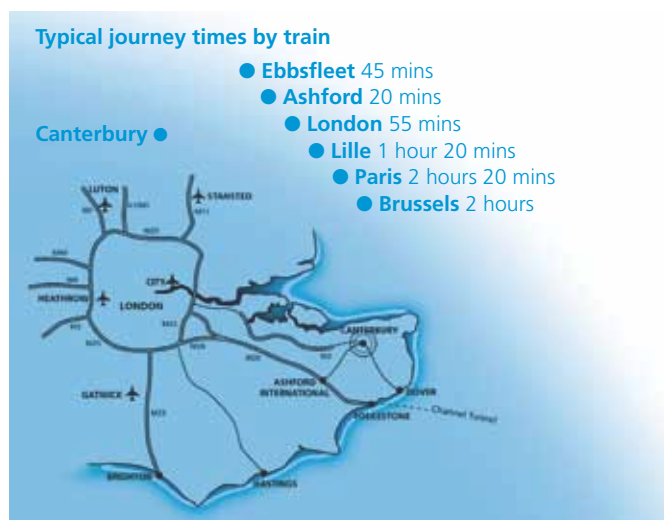 Typical journey times by train
● Ebbsfleet 45 mins
● Ashford 20 mins
● London 55 mins
Canterbury ●
● Lille 1 hour 20 mins
● Paris 2 hours 20 mins
● Brussels 2 hours
LUTON
STANSTED
CITY
HEATHROW
LONDON
CANTERBURY
ASHFORD
INTERNATIONAL
DOVER
GATWICK
FOLKESTONE
Channel Tunnel
BRIGHTON
HASTINGS